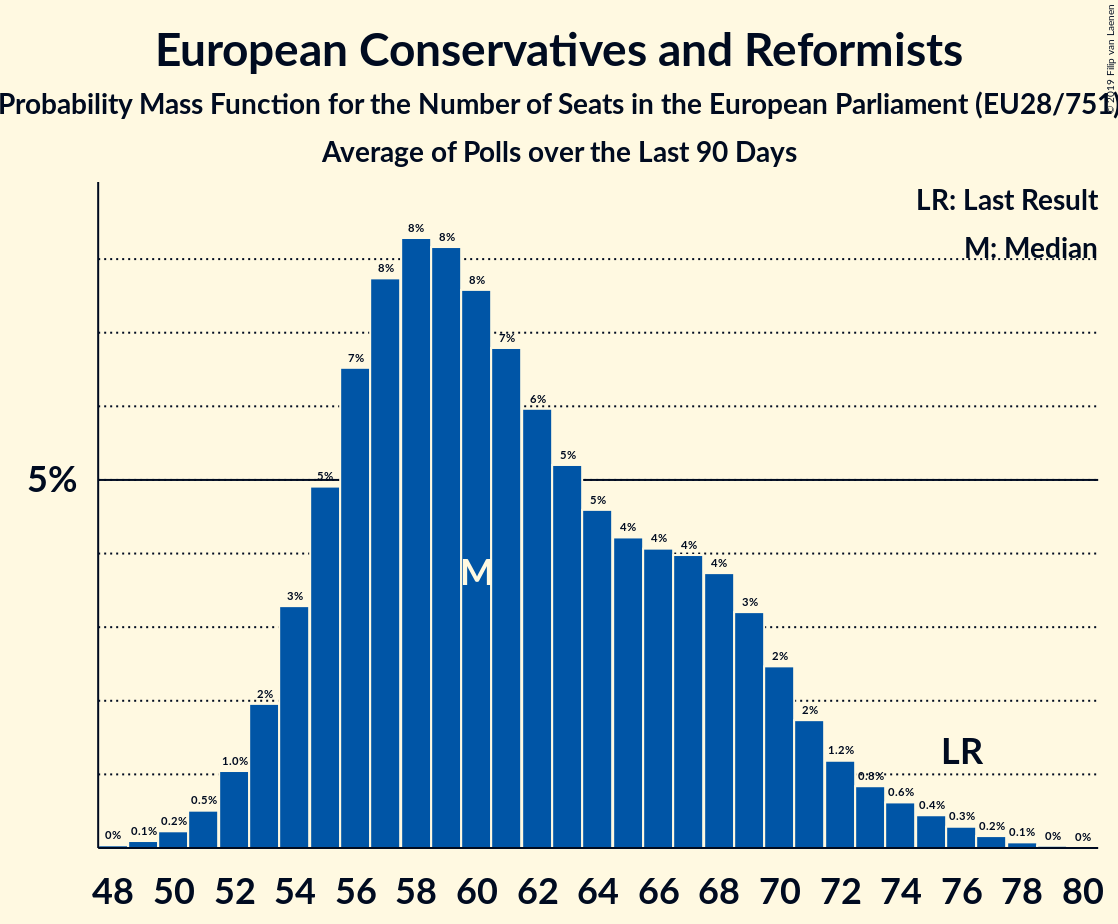 European Conservatives and Reformists
Probability Mass Function for the Number of Seats in the European Parliament (EU28/751)
Average of Polls over the Last 90 Days
© 2019 Filip van Laenen
LR: Last Result
M: Median
5%
0% 0.1% 0.2% 0.5% 1.0% 2% 3% 5% 7% 8% 8% 8% 8% 7% 6% 5% 5% 4% 4% 4% 4% 3% 2% 2% 1.2% 0.8% 0.6% 0.4% 0.3% 0.2% 0.1% 0% 0%
M
LR
48 50 52 54 56 58 60 62 64 66 68 70 72 74 76 78 80